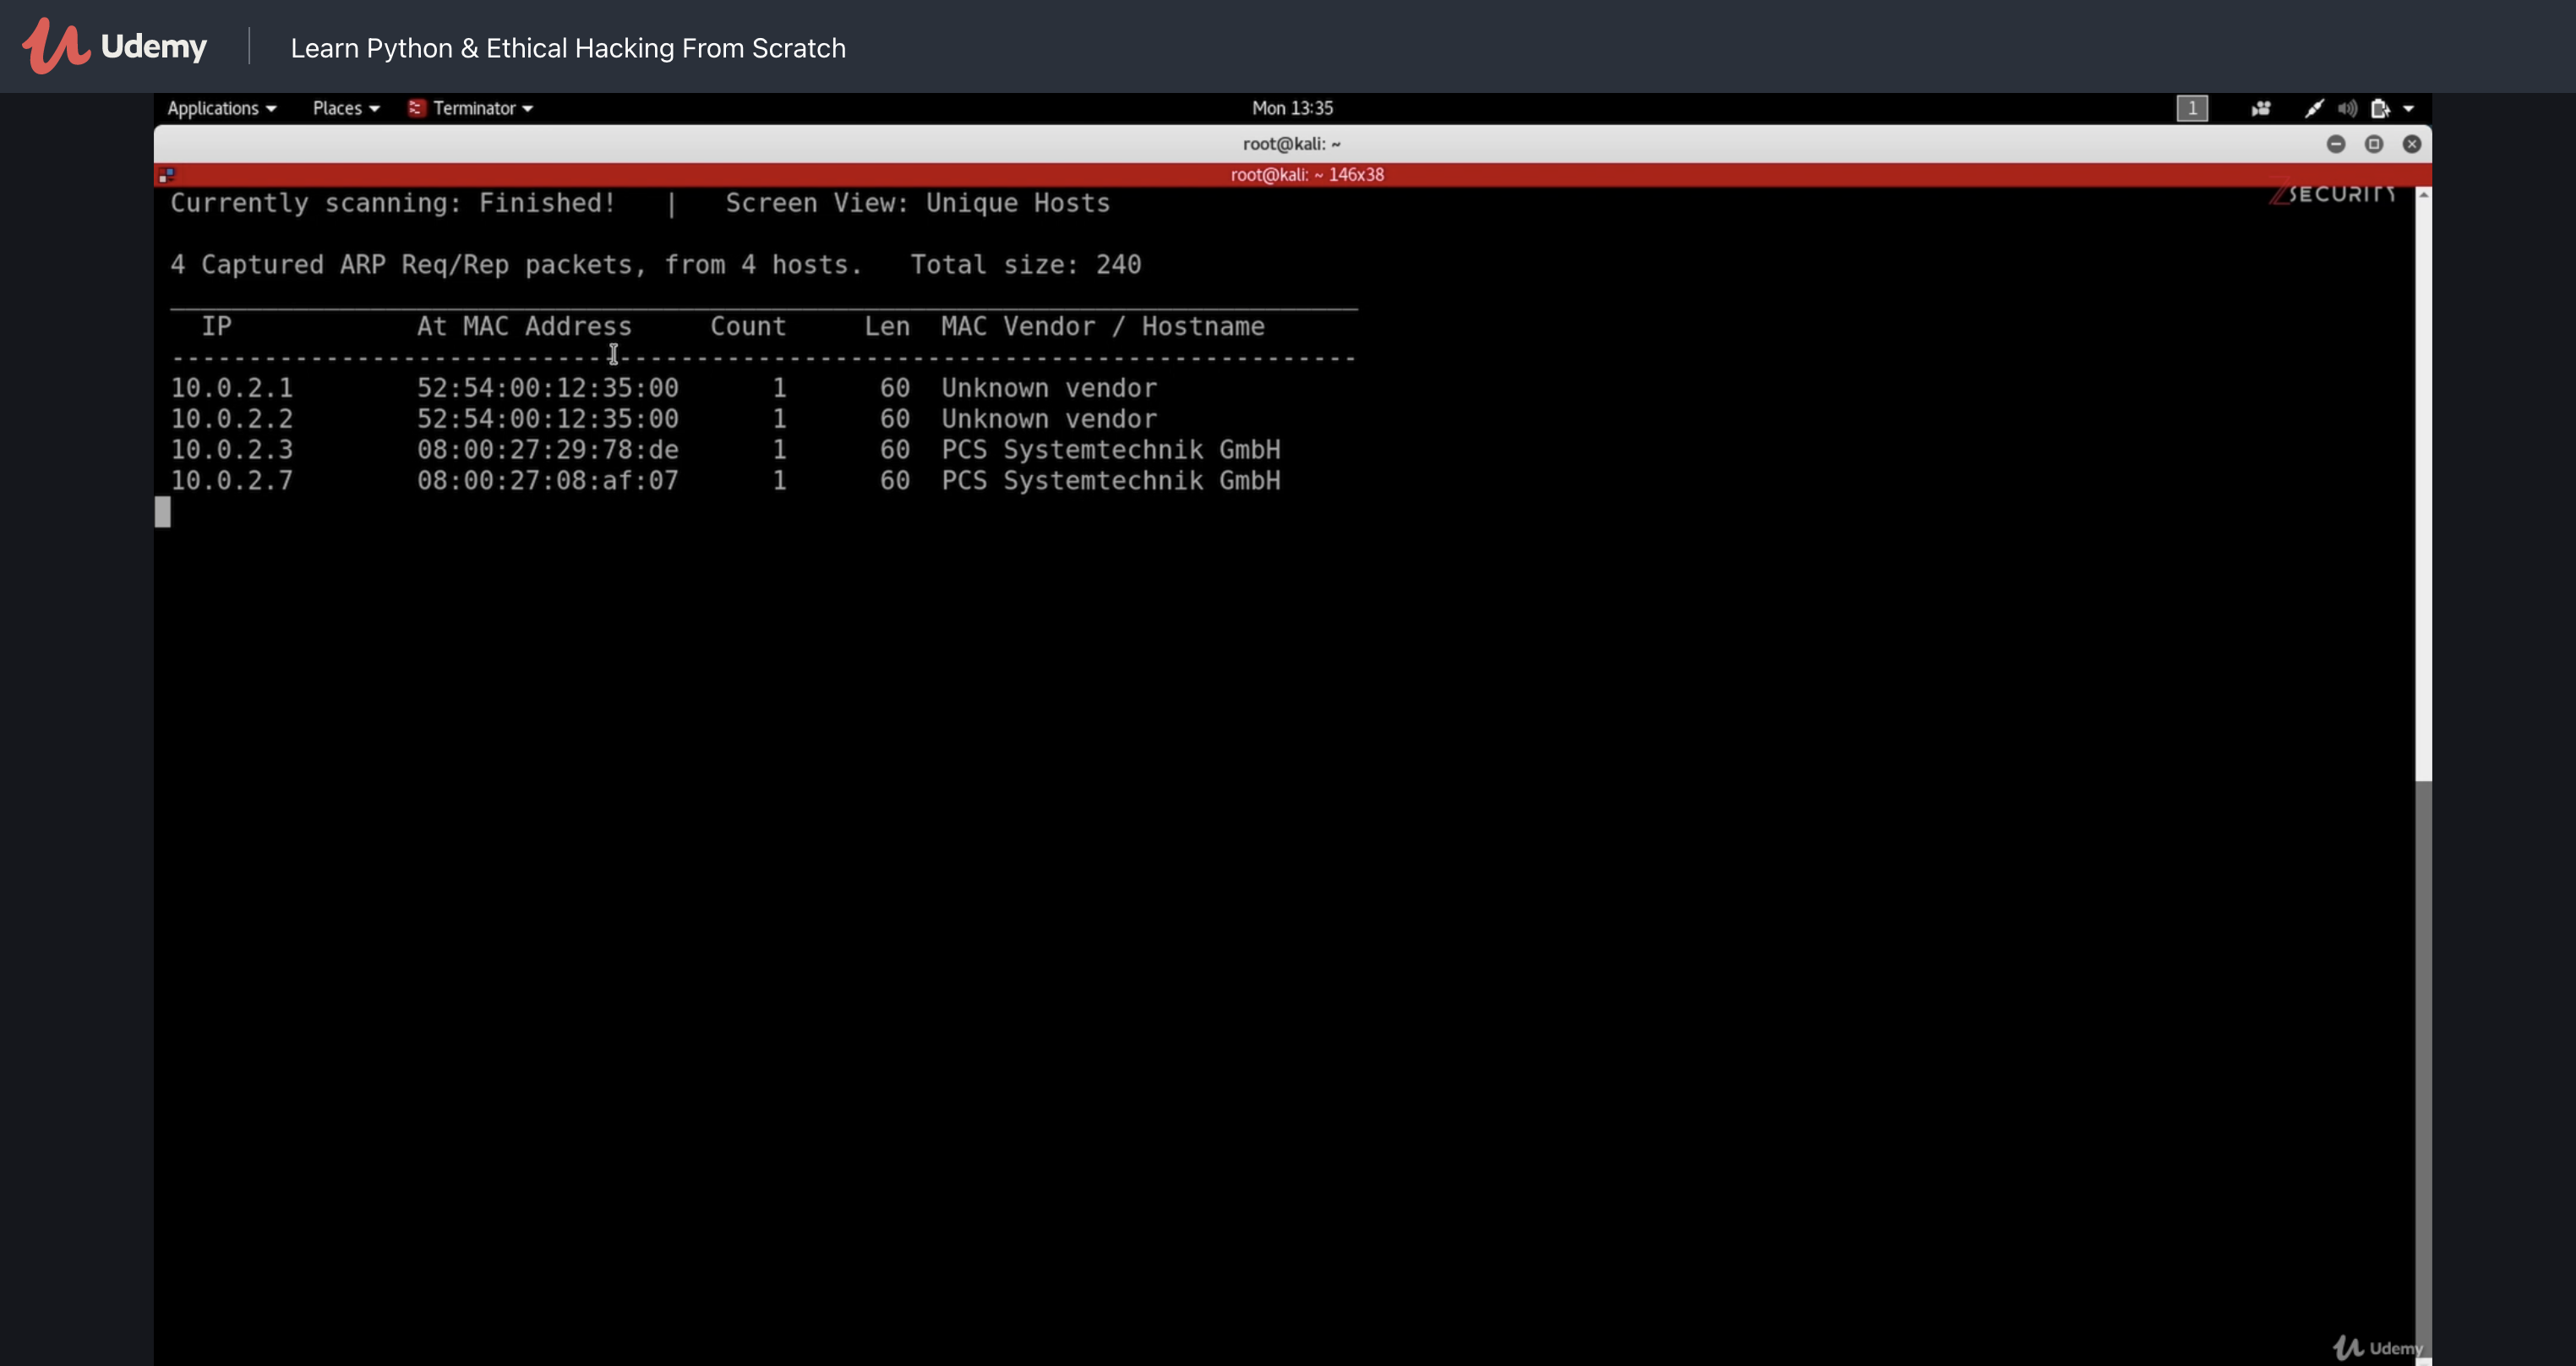 Udemy | Learn Python & Ethical Hacking From Scratch
Applications Places Terminator Mon 13:35 1
root@kali: ~
root@kali: ~ 146x38
ZSECURITY
Currently scanning: Finished!   |   Screen View: Unique Hosts
4 Captured ARP Req/Rep packets, from 4 hosts.   Total size: 240
_____________________________________________________________________________
  IP            At MAC Address     Count     Len  MAC Vendor / Hostname
-----------------------------------------------------------------------------
10.0.2.1        52:54:00:12:35:00      1      60  Unknown vendor
10.0.2.2        52:54:00:12:35:00      1      60  Unknown vendor
10.0.2.3        08:00:27:29:78:de      1      60  PCS Systemtechnik GmbH
10.0.2.7        08:00:27:08:af:07      1      60  PCS Systemtechnik GmbH
Udemy